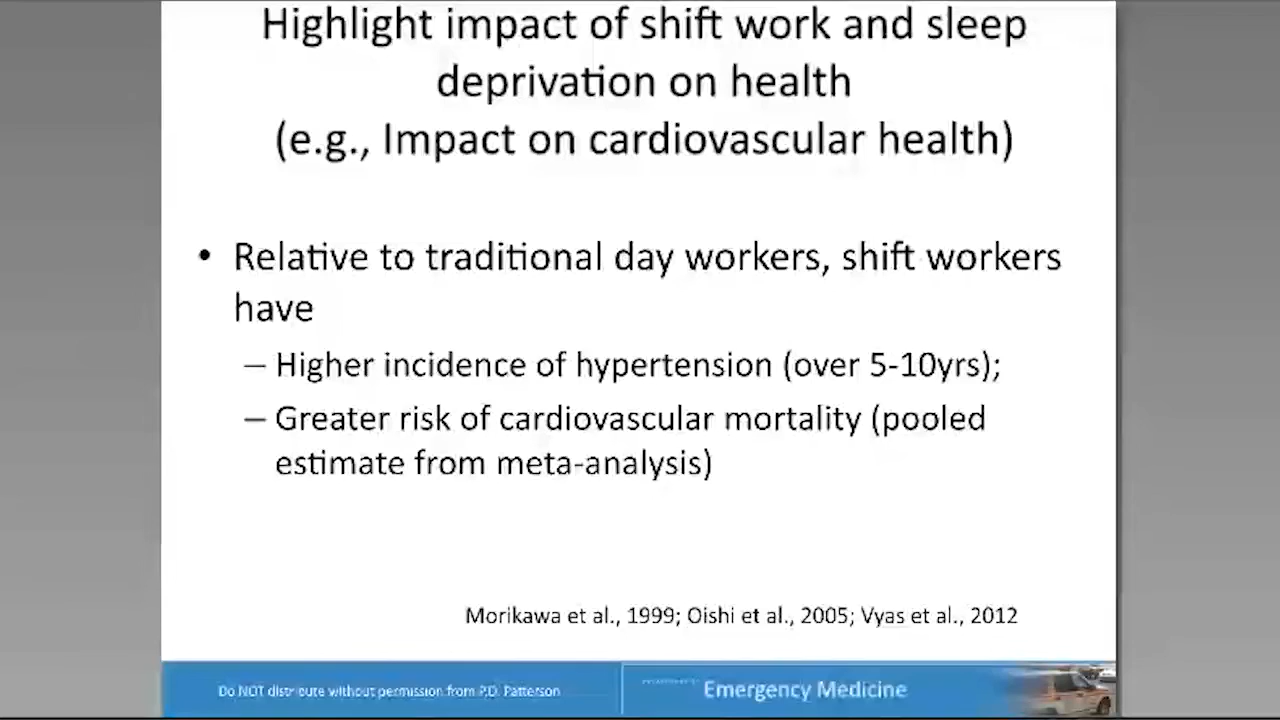 Highlight impact of shift work and sleep
deprivation on health
(e.g., Impact on cardiovascular health)
• Relative to traditional day workers, shift workers
have
– Higher incidence of hypertension (over 5-10yrs);
– Greater risk of cardiovascular mortality (pooled
estimate from meta-analysis)
Morikawa et al., 1999; Oishi et al., 2005; Vyas et al., 2012
Do NOT distribute without permission from P.D. Patterson
Emergency Medicine